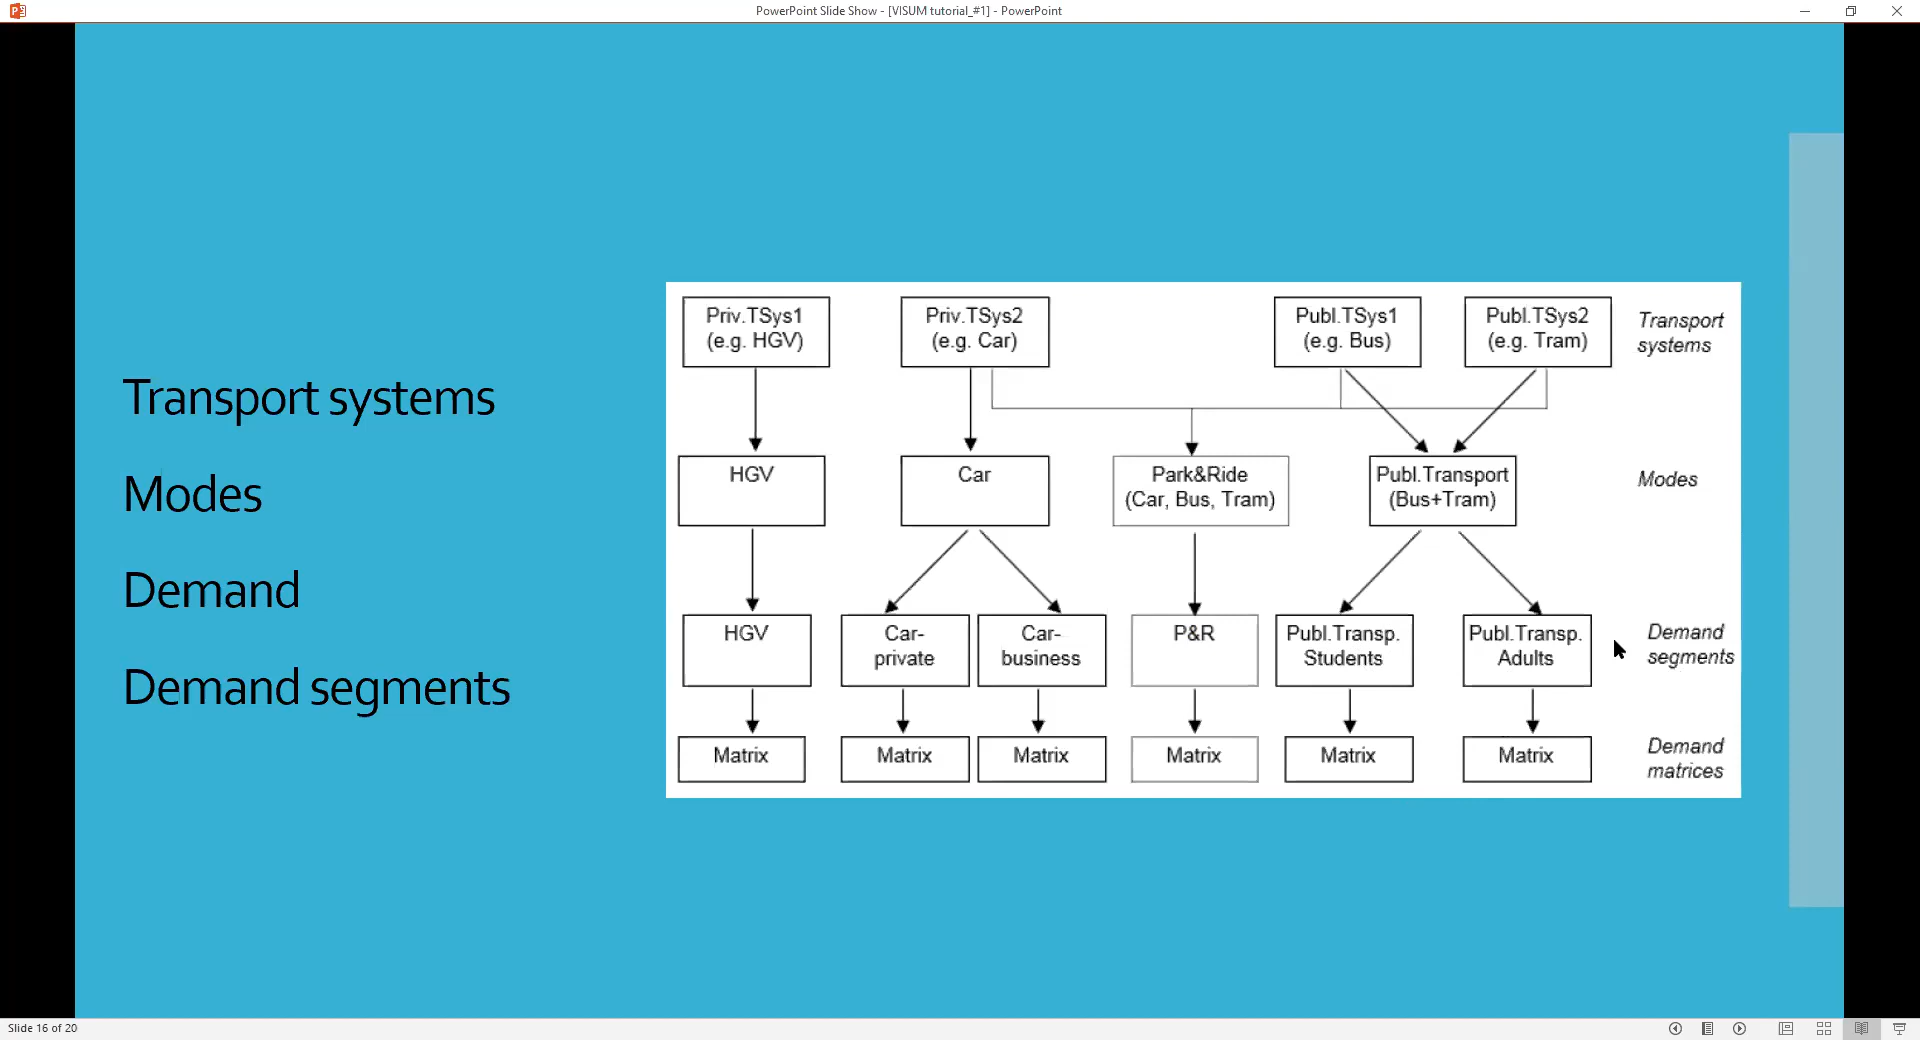 PowerPoint Slide Show - [VISUM tutorial_#1] - PowerPoint
Transport systems
Modes
Demand
Demand segments
Priv.TSys1
(e.g. HGV)
Priv.TSys2
(e.g. Car)
Publ.TSys1
(e.g. Bus)
Publ.TSys2
(e.g. Tram)
Transport
systems
HGV
Car
Park&Ride
(Car, Bus, Tram)
Publ.Transport
(Bus+Tram)
Modes
HGV
Car-
private
Car-
business
P&R
Publ.Transp.
Students
Publ.Transp.
Adults
Demand
segments
Matrix
Matrix
Matrix
Matrix
Matrix
Matrix
Demand
matrices
Slide 16 of 20